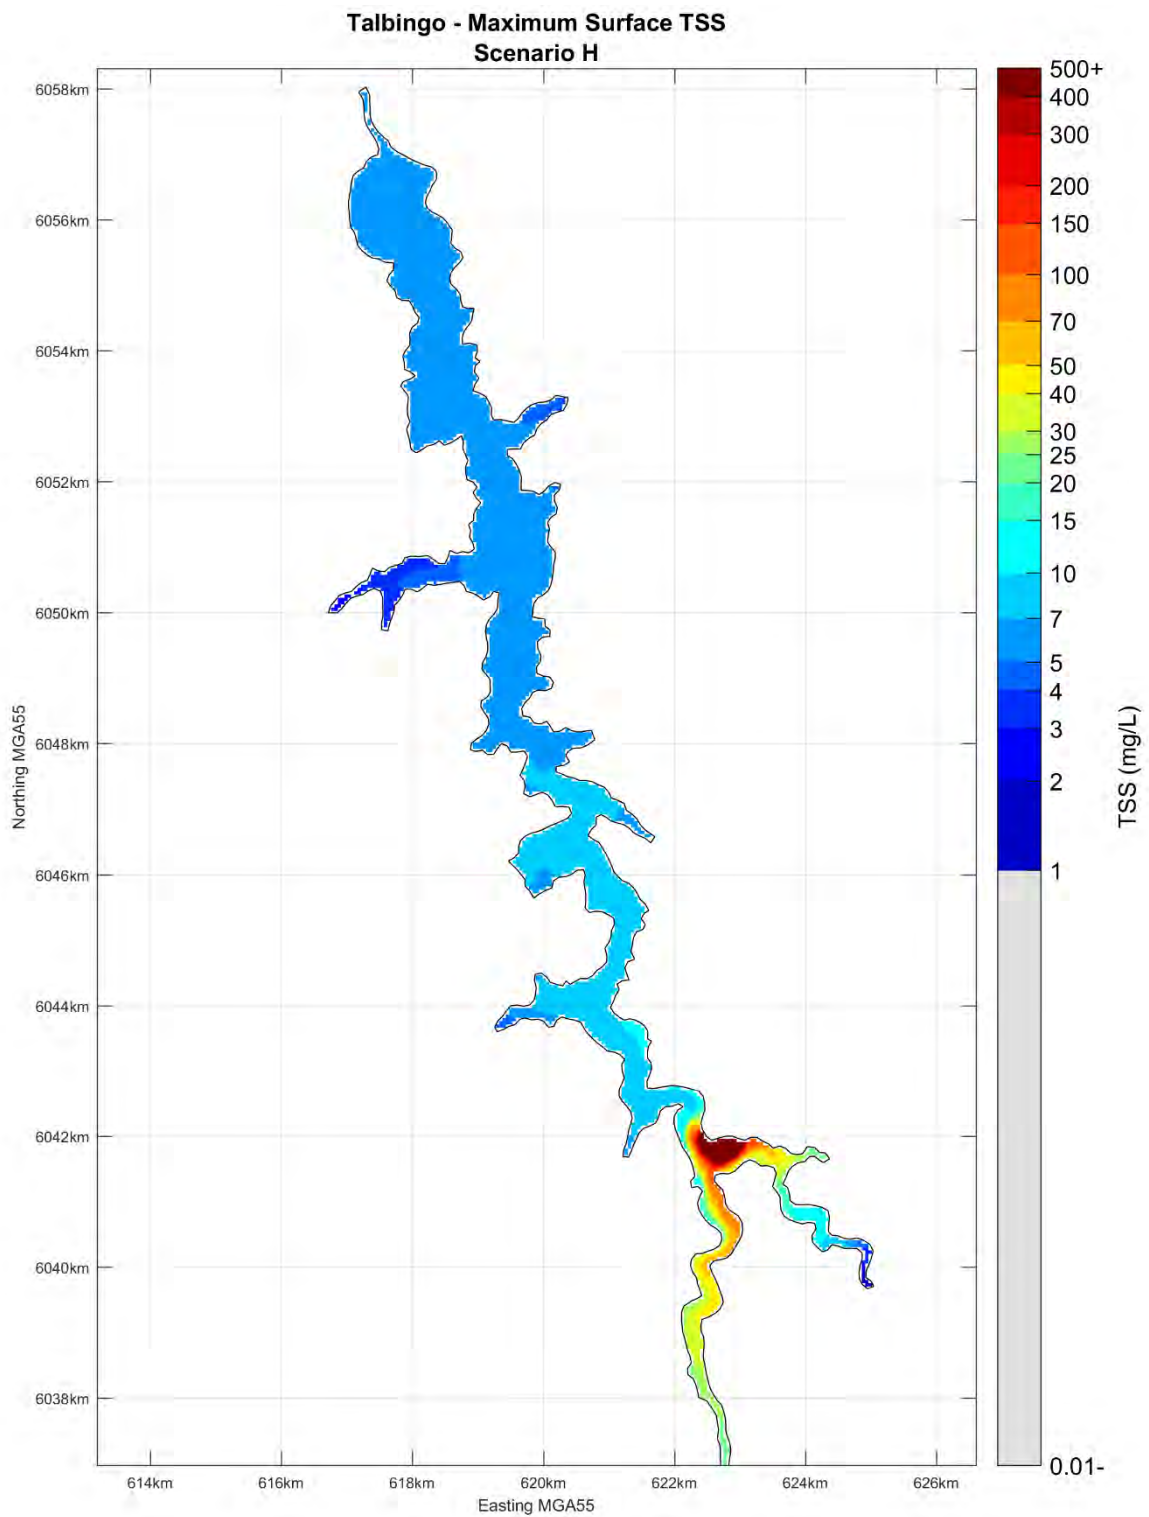 Talbingo - Maximum Surface TSS
Scenario H
6058km
6056km
6054km
6052km
6050km
6048km
6046km
6044km
6042km
6040km
6038km
Northing MGA55
614km
616km
618km
620km
622km
624km
626km
Easting MGA55
500+
400
300
200
150
100
70
50
40
30
25
20
15
10
7
5
4
3
2
1
0.01-
TSS (mg/L)